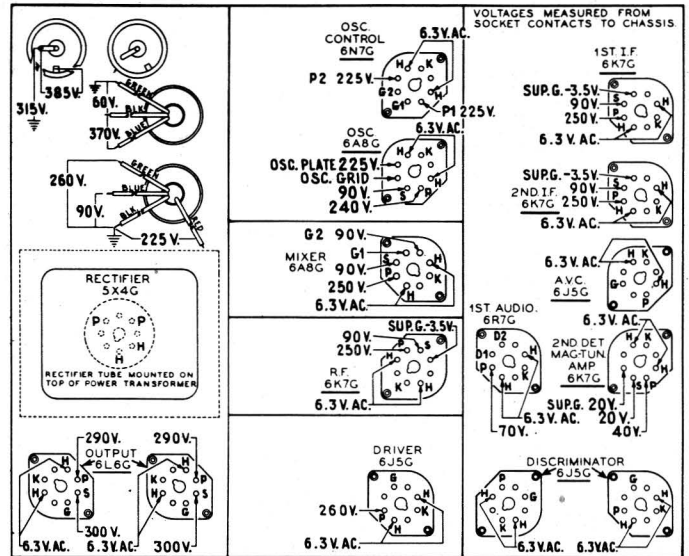 385V.
315V.
GREEN
60V.
BLK
BLUE
370V.
260V.
GREEN
BLUE
90V.
BLK
RED
225V.
RECTIFIER
5X4G
P P
H H
RECTIFIER TUBE MOUNTED ON
TOP OF POWER TRANSFORMER
290V. 290V.
OUTPUT
6L6G
H H
K P K P
H S H S
G G
300V. 300V.
6.3V.AC. 6.3V.AC.
OSC.
CONTROL
6N7G
6.3V.AC.
H K
P2 225V.
G2 H
G1
P1 225V.
6.3V.AC.
OSC.
6A8G
H K
OSC. PLATE 225V.
OSC. GRID H
90V. S P
240V.
G2 90V.
MIXER
6A8G
G1
H
90V. S
250V. P K
H
6.3V.AC.
SUP.G.-3.5V.
90V.
250V. P S
H
R.F.
6K7G
K H
6.3V.AC.
DRIVER
6J5G
G
H
260V. P
H K
6.3V.AC.
VOLTAGES MEASURED FROM
SOCKET CONTACTS TO CHASSIS.
1ST. I.F.
6K7G
SUP.G.-3.5V.
90V. S
250V. P H
H K
6.3V.AC.
SUP.G.-3.5V.
2ND.I.F.
6K7G
90V. S
250V. P H
H K
6.3V.AC.
6.3V.AC.
H K
H
A.V.C.
6J5G
G
P
1ST AUDIO.
6R7G
6.3V.AC.
D2
D1 H
P K
H
2ND DET
MAG-TUN.
AMP
6K7G
H K
H
S P
SUP.G. 20V.
6.3V.AC. 20V.
70V. 40V.
DISCRIMINATOR
6J5G
P G
H G H
K H P H K
6.3V.AC. 6.3V.AC.